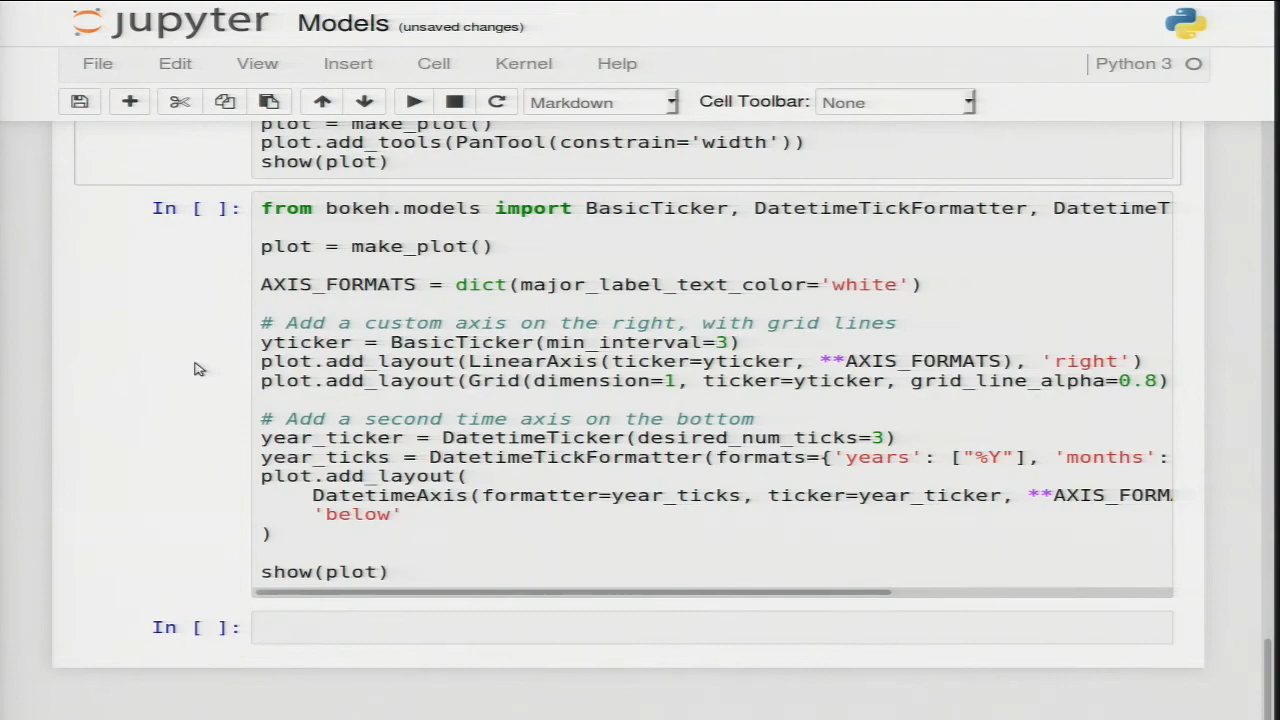 jupyter Models (unsaved changes)
File Edit View Insert Cell Kernel Help Python 3
Markdown Cell Toolbar: None
plot = make_plot()
plot.add_tools(PanTool(constrain='width'))
show(plot)
In [ ]: from bokeh.models import BasicTicker, DatetimeTickFormatter, DatetimeT
plot = make_plot()
AXIS_FORMATS = dict(major_label_text_color='white')
# Add a custom axis on the right, with grid lines
yticker = BasicTicker(min_interval=3)
plot.add_layout(LinearAxis(ticker=yticker, **AXIS_FORMATS), 'right')
plot.add_layout(Grid(dimension=1, ticker=yticker, grid_line_alpha=0.8)
# Add a second time axis on the bottom
year_ticker = DatetimeTicker(desired_num_ticks=3)
year_ticks = DatetimeTickFormatter(formats={'years': ["%Y"], 'months':
plot.add_layout(
DatetimeAxis(formatter=year_ticks, ticker=year_ticker, **AXIS_FORMA
'below'
)
show(plot)
In [ ]: